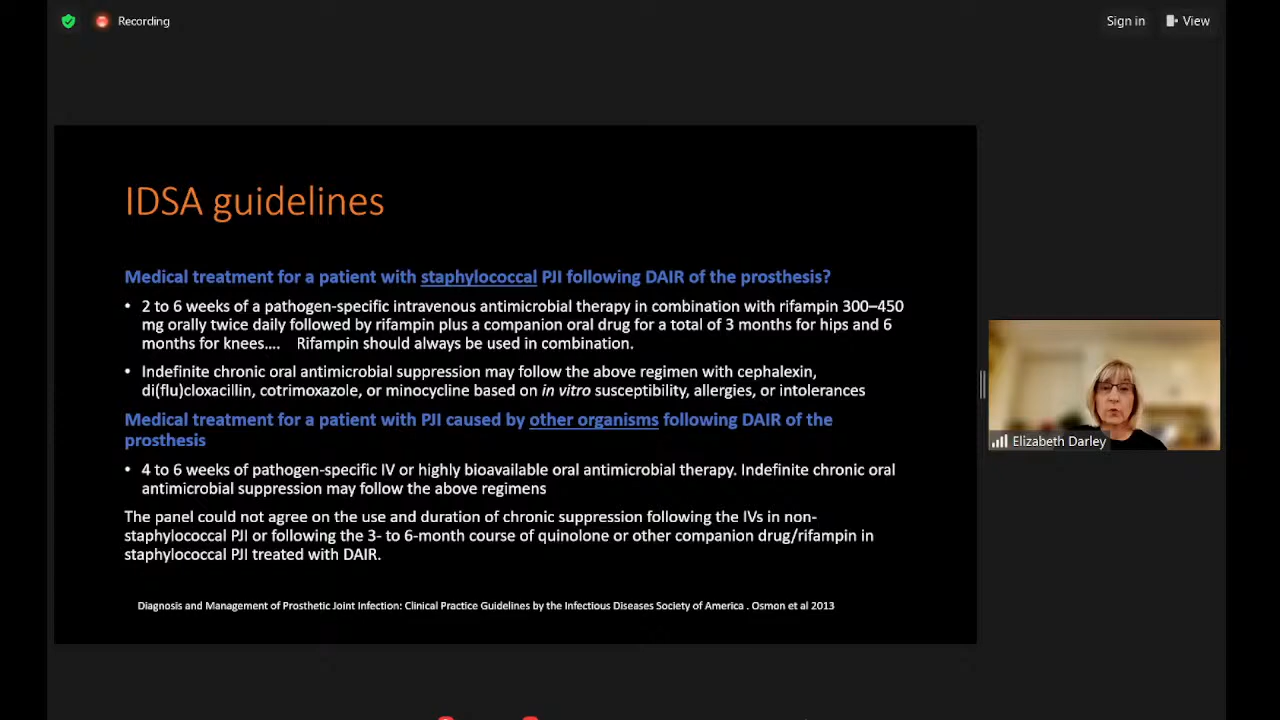 Recording
Sign in
View
IDSA guidelines
Medical treatment for a patient with staphylococcal PJI following DAIR of the prosthesis?
• 2 to 6 weeks of a pathogen-specific intravenous antimicrobial therapy in combination with rifampin 300–450
mg orally twice daily followed by rifampin plus a companion oral drug for a total of 3 months for hips and 6
months for knees.... Rifampin should always be used in combination.
• Indefinite chronic oral antimicrobial suppression may follow the above regimen with cephalexin,
di(flu)cloxacillin, cotrimoxazole, or minocycline based on in vitro susceptibility, allergies, or intolerances
Medical treatment for a patient with PJI caused by other organisms following DAIR of the
prosthesis
• 4 to 6 weeks of pathogen-specific IV or highly bioavailable oral antimicrobial therapy. Indefinite chronic oral
antimicrobial suppression may follow the above regimens
The panel could not agree on the use and duration of chronic suppression following the IVs in non-
staphylococcal PJI or following the 3- to 6-month course of quinolone or other companion drug/rifampin in
staphylococcal PJI treated with DAIR.
Diagnosis and Management of Prosthetic Joint Infection: Clinical Practice Guidelines by the Infectious Diseases Society of America . Osmon et al 2013
Elizabeth Darley